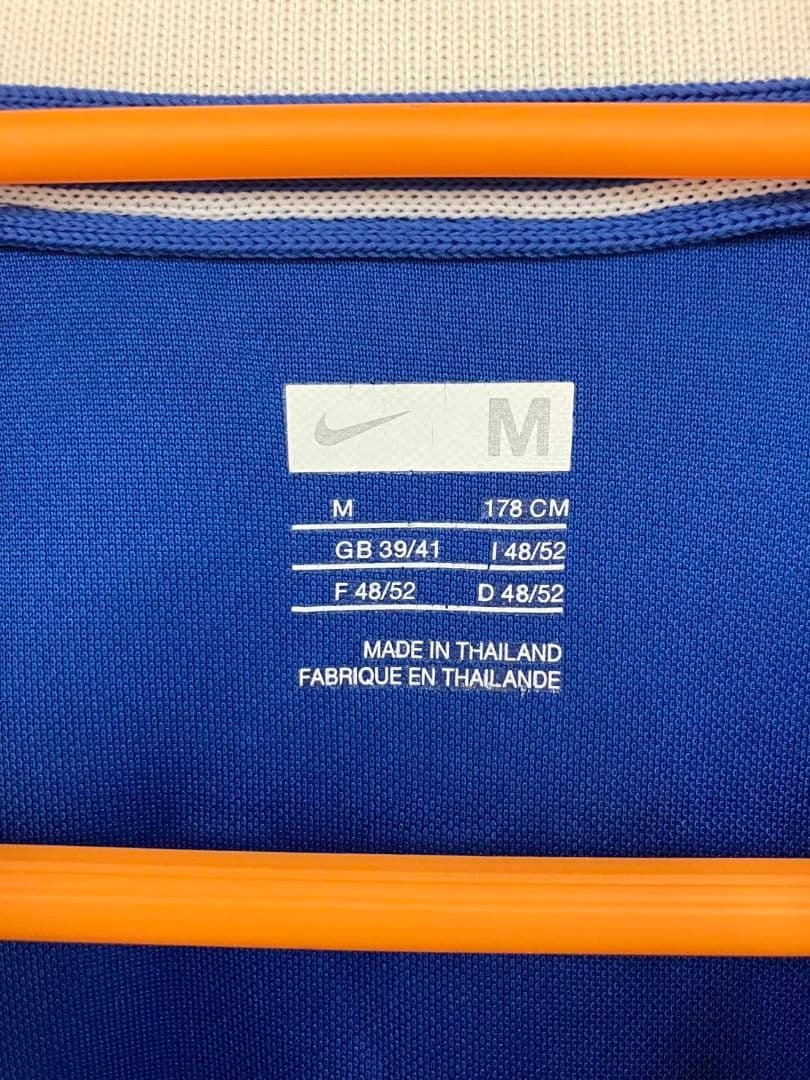 M
M 178 CM
GB 39/41 I 48/52
F 48/52 D 48/52
MADE IN THAILAND
FABRIQUE EN THAILANDE